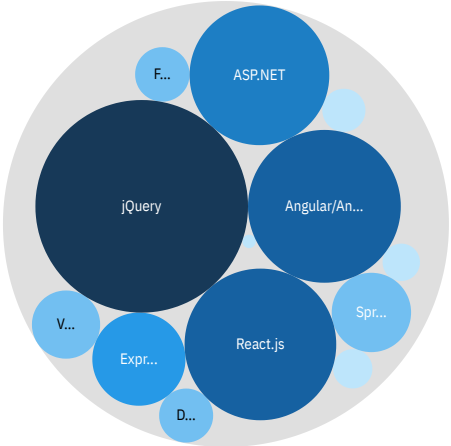 ASP.NET
F...
jQuery
Angular/An...
Spr...
V...
React.js
Expr...
D...